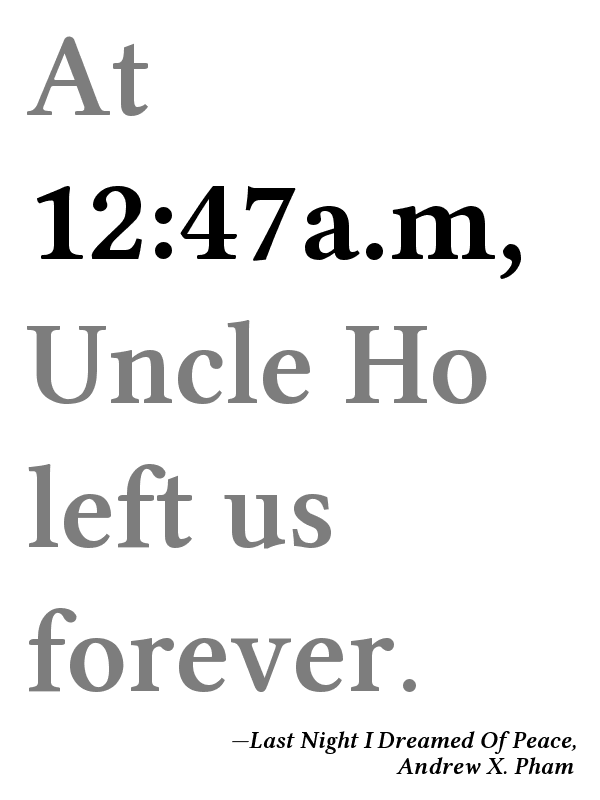 At
12:47a.m,
Uncle Ho
left us
forever.
—Last Night I Dreamed Of Peace,
Andrew X. Pham